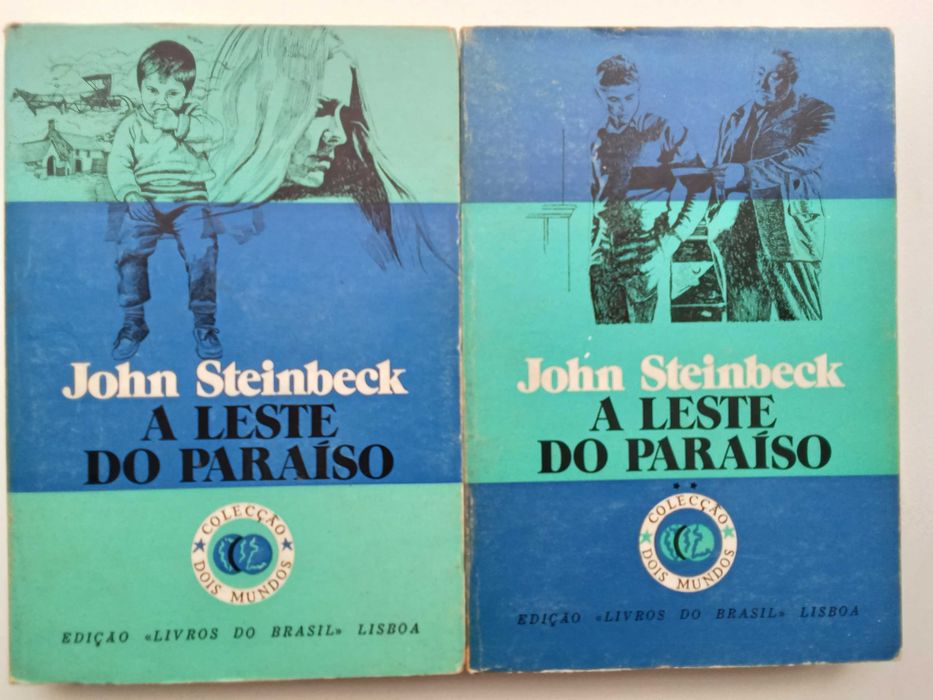 John Steinbeck
A LESTE
DO PARAÍSO
COLECÇÃO
DOIS MUNDOS
EDIÇÃO «LIVROS DO BRASIL» LISBOA
John Steinbeck
A LESTE
DO PARAÍSO
**
COLECÇÃO
DOIS MUNDOS
EDIÇÃO «LIVROS DO BRASIL» LISBOA